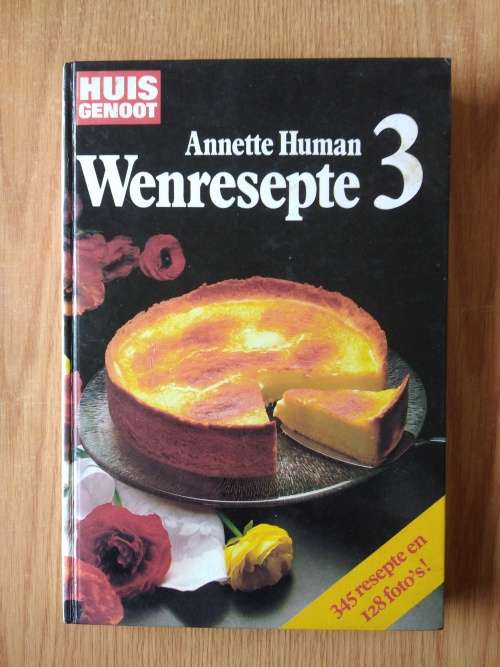 HUIS
GENOOT
Annette Human
Wenresepte 3
345 resepte en
128 foto's!